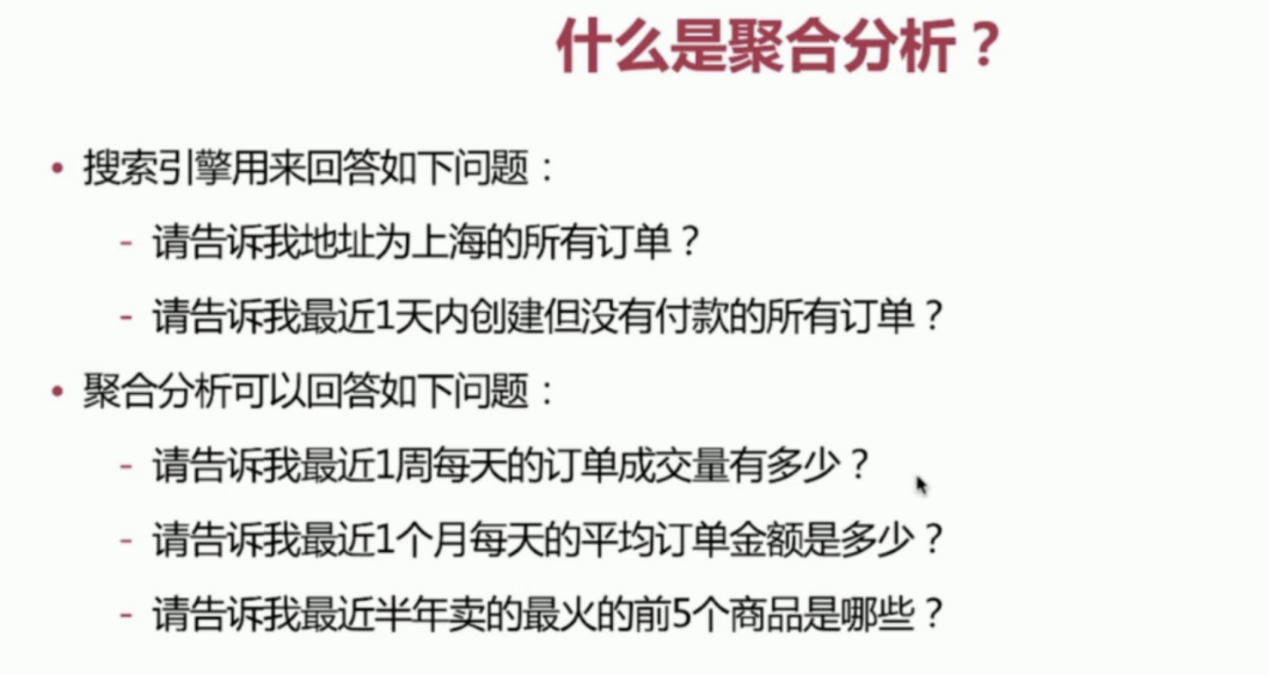 什么是聚合分析？
• 搜索引擎用来回答如下问题：
- 请告诉我地址为上海的所有订单？
- 请告诉我最近1天内创建但没有付款的所有订单？
• 聚合分析可以回答如下问题：
- 请告诉我最近1周每天的订单成交量有多少？
- 请告诉我最近1个月每天的平均订单金额是多少？
- 请告诉我最近半年卖的最火的前5个商品是哪些？